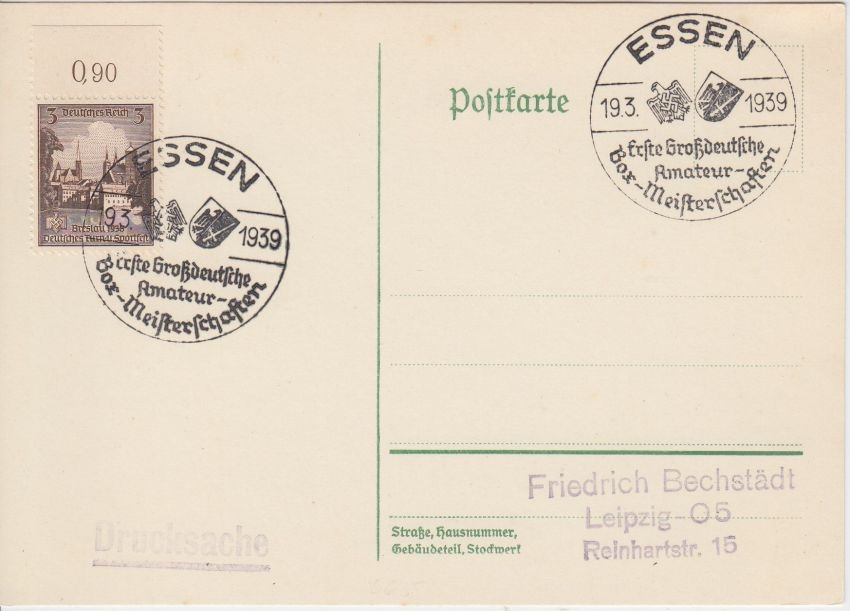 0,90
3 Deutsches Reich 3
Breslau 1938
Deutsches Turn-u. Sportfest
ESSEN
19.3. 1939
Erste Großdeutsche
Amateur-
Box-Meisterschaften
Postkarte
ESSEN
19.3. 1939
Erste Großdeutsche
Amateur-
Box-Meisterschaften
Drucksache
Straße, Hausnummer,
Gebäudeteil, Stockwerk
Friedrich Bechstädt
Leipzig-O5
Reinhartstr. 15